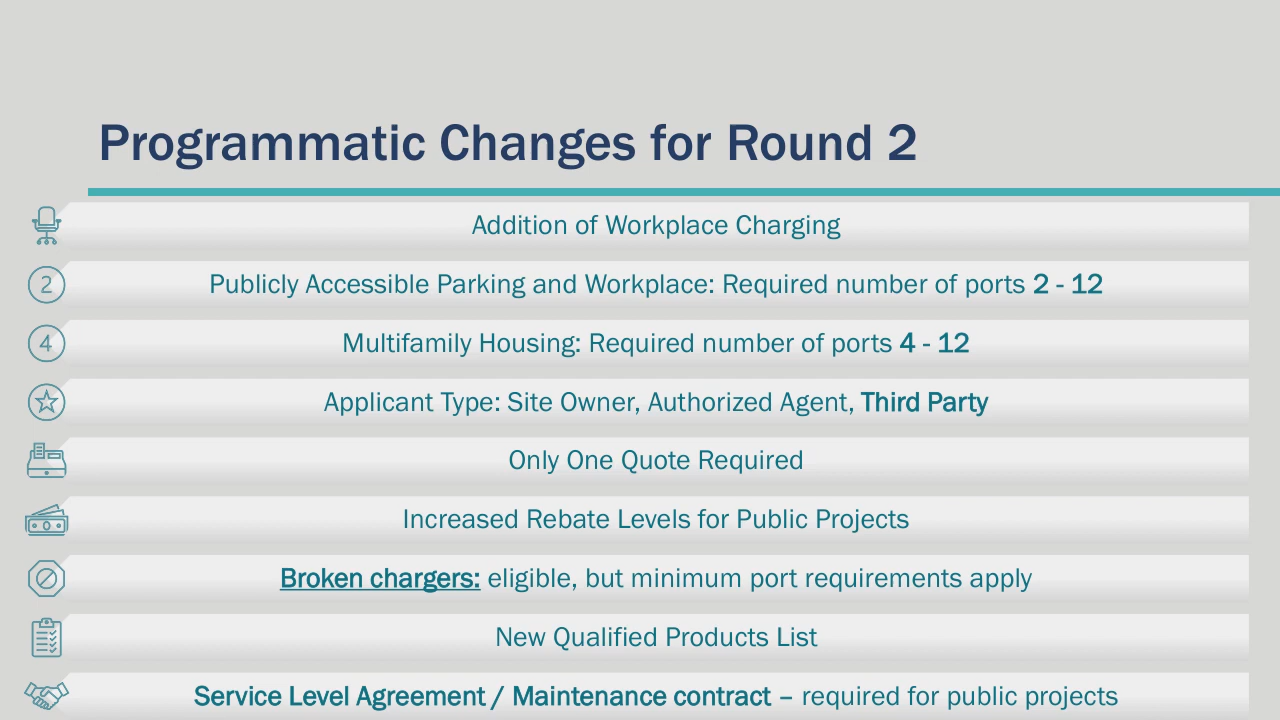 Programmatic Changes for Round 2
Addition of Workplace Charging
2
Publicly Accessible Parking and Workplace: Required number of ports 2 - 12
4
Multifamily Housing: Required number of ports 4 - 12
Applicant Type: Site Owner, Authorized Agent, Third Party
Only One Quote Required
Increased Rebate Levels for Public Projects
Broken chargers: eligible, but minimum port requirements apply
New Qualified Products List
Service Level Agreement / Maintenance contract – required for public projects